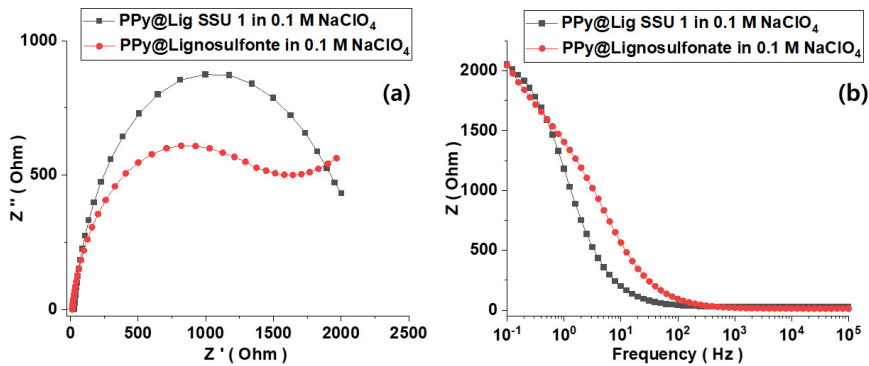 PPy@Lig SSU 1 in 0.1 M NaClO4
PPy@Lignosulfonte in 0.1 M NaClO4
(a)
1000
500
0
Z '' ( Ohm )
0 500 1000 1500 2000 2500
Z ' ( Ohm )
PPy@Lig SSU 1 in 0.1 M NaClO4
PPy@Lignosulfonate in 0.1 M NaClO4
(b)
2000
1500
1000
500
0
Z ( Ohm )
10-1 100 101 102 103 104 105
Frequency ( Hz )